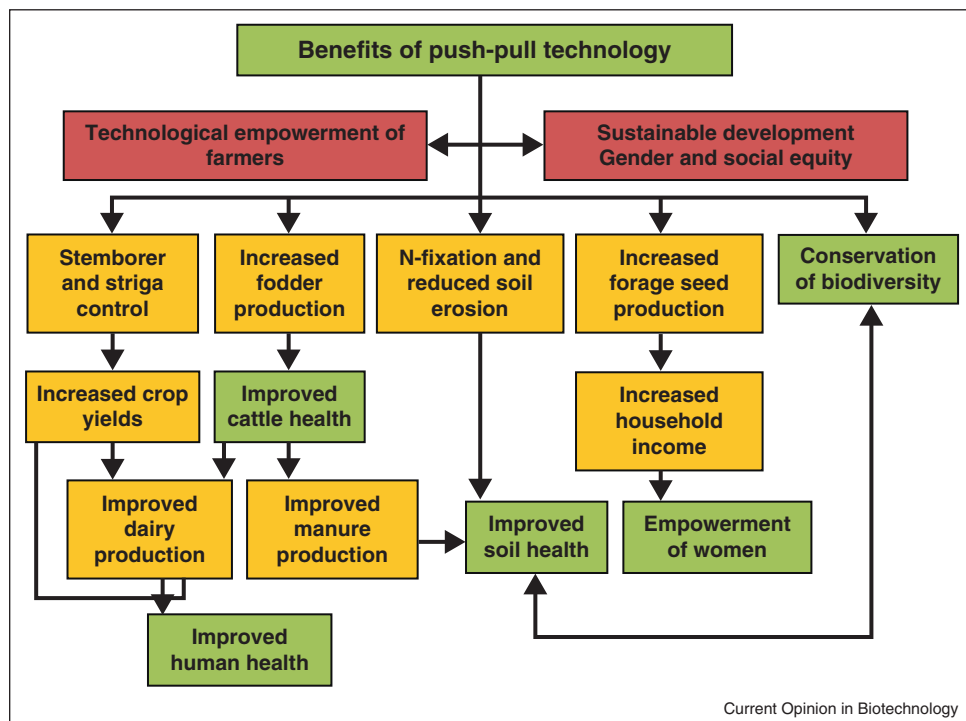 Benefits of push-pull technology
Technological empowerment of
farmers
Sustainable development
Gender and social equity
Stemborer
and striga
control
Increased
fodder
production
N-fixation and
reduced soil
erosion
Increased
forage seed
production
Conservation
of biodiversity
Increased crop
yields
Improved
cattle health
Increased
household
income
Improved
dairy
production
Improved
manure
production
Improved
soil health
Empowerment
of women
Improved
human health
Current Opinion in Biotechnology